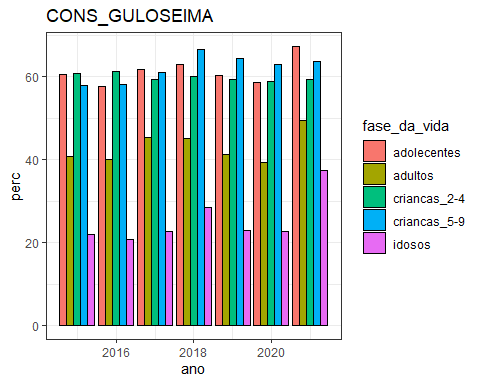 CONS_GULOSEIMA
perc
60
40
20
0
2016
2018
2020
ano
fase_da_vida
adolecentes
adultos
criancas_2-4
criancas_5-9
idosos